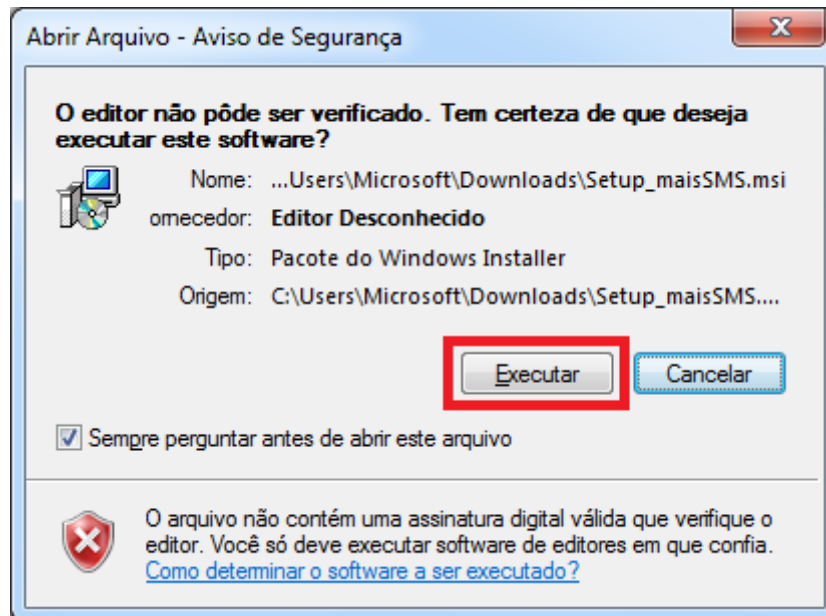 Abrir Arquivo - Aviso de Segurança
O editor não pôde ser verificado. Tem certeza de que deseja
executar este software?
Nome: ...Users\Microsoft\Downloads\Setup_maisSMS.msi
ornecedor: Editor Desconhecido
Tipo: Pacote do Windows Installer
Origem: C:\Users\Microsoft\Downloads\Setup_maisSMS....
Executar Cancelar
Sempre perguntar antes de abrir este arquivo
O arquivo não contém uma assinatura digital válida que verifique o
editor. Você só deve executar software de editores em que confia.
Como determinar o software a ser executado?